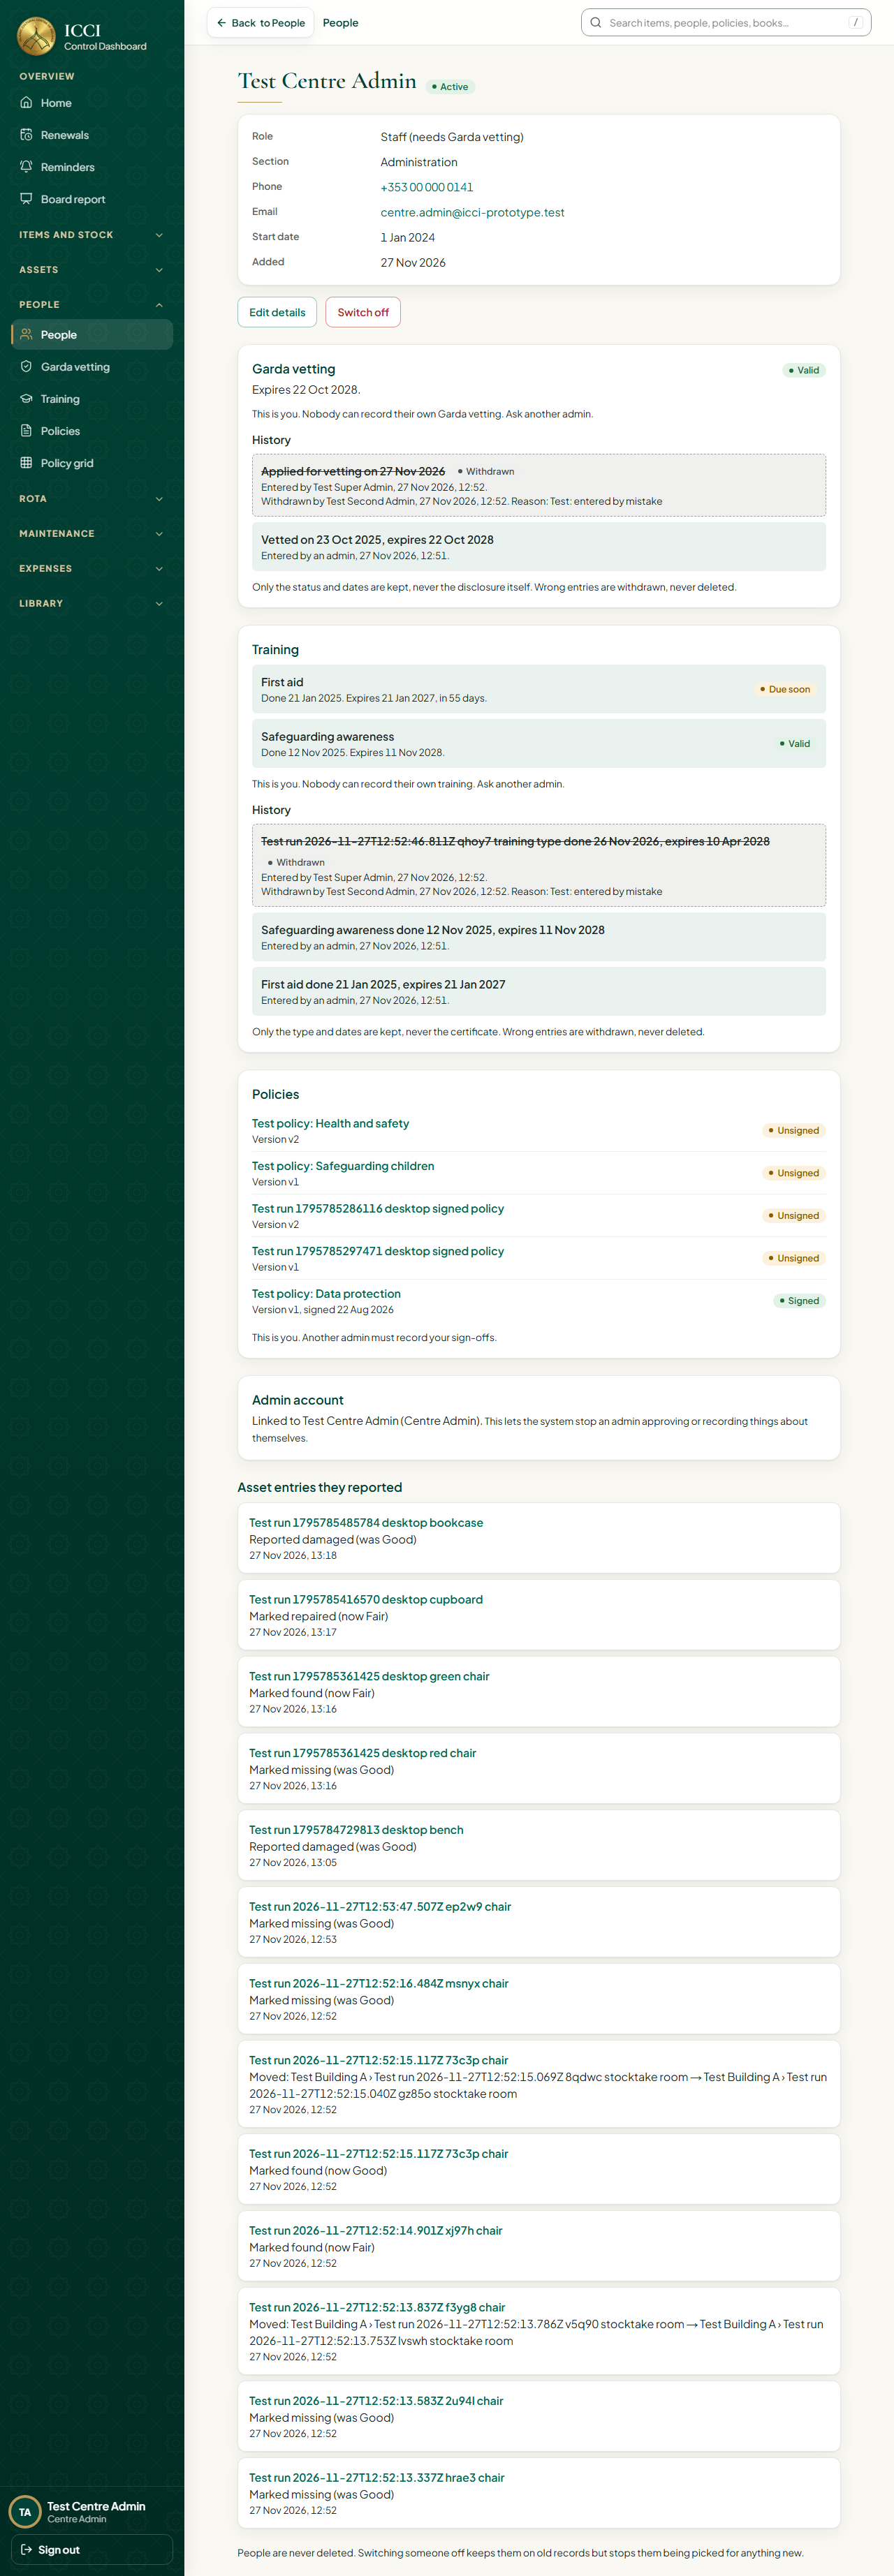 ICCI
Control Dashboard
OVERVIEW
Home
Renewals
Reminders
Board report
ITEMS AND STOCK
ASSETS
PEOPLE
People
Garda vetting
Training
Policies
Policy grid
ROTA
MAINTENANCE
EXPENSES
LIBRARY
TA
Test Centre Admin
Centre Admin
Sign out
Back to People
People
Search items, people, policies, books...
/
Test Centre Admin
Active
Role Staff (needs Garda vetting)
Section Administration
Phone +353 00 000 0141
Email centre.admin@icci-prototype.test
Start date 1 Jan 2024
Added 27 Nov 2026
Edit details
Switch off
Garda vetting
Valid
Expires 22 Oct 2028.
This is you. Nobody can record their own Garda vetting. Ask another admin.
History
Applied for vetting on 27 Nov 2026 Withdrawn
Entered by Test Super Admin, 27 Nov 2026, 12:52.
Withdrawn by Test Second Admin, 27 Nov 2026, 12:52. Reason: Test: entered by mistake
Vetted on 23 Oct 2025, expires 22 Oct 2028
Entered by an admin, 27 Nov 2026, 12:51.
Only the status and dates are kept, never the disclosure itself. Wrong entries are withdrawn, never deleted.
Training
First aid
Done 21 Jan 2025. Expires 21 Jan 2027, in 55 days.
Due soon
Safeguarding awareness
Done 12 Nov 2025. Expires 11 Nov 2028.
Valid
This is you. Nobody can record their own training. Ask another admin.
History
Test run 2026-11-27T12:52:46.811Z qhoy7 training type done 26 Nov 2026, expires 10 Apr 2028
Withdrawn
Entered by Test Super Admin, 27 Nov 2026, 12:52.
Withdrawn by Test Second Admin, 27 Nov 2026, 12:52. Reason: Test: entered by mistake
Safeguarding awareness done 12 Nov 2025, expires 11 Nov 2028
Entered by an admin, 27 Nov 2026, 12:51.
First aid done 21 Jan 2025, expires 21 Jan 2027
Entered by an admin, 27 Nov 2026, 12:51.
Only the type and dates are kept, never the certificate. Wrong entries are withdrawn, never deleted.
Policies
Test policy: Health and safety
Version v2
Unsigned
Test policy: Safeguarding children
Version v1
Unsigned
Test run 1795785286116 desktop signed policy
Version v2
Unsigned
Test run 1795785297471 desktop signed policy
Version v1
Unsigned
Test policy: Data protection
Version v1, signed 22 Aug 2026
Signed
This is you. Another admin must record your sign-offs.
Admin account
Linked to Test Centre Admin (Centre Admin). This lets the system stop an admin approving or recording things about
themselves.
Asset entries they reported
Test run 1795785485784 desktop bookcase
Reported damaged (was Good)
27 Nov 2026, 13:18
Test run 1795785416570 desktop cupboard
Marked repaired (now Fair)
27 Nov 2026, 13:17
Test run 1795785361425 desktop green chair
Marked found (now Fair)
27 Nov 2026, 13:16
Test run 1795785361425 desktop red chair
Marked missing (was Good)
27 Nov 2026, 13:16
Test run 1795784729813 desktop bench
Reported damaged (was Good)
27 Nov 2026, 13:05
Test run 2026-11-27T12:53:47.507Z ep2w9 chair
Marked missing (was Good)
27 Nov 2026, 12:53
Test run 2026-11-27T12:52:16.484Z msnyx chair
Marked missing (was Good)
27 Nov 2026, 12:52
Test run 2026-11-27T12:52:15.117Z 73c3p chair
Moved: Test Building A › Test run 2026-11-27T12:52:15.069Z 8qdwc stocktake room → Test Building A › Test run
2026-11-27T12:52:15.040Z gz85o stocktake room
27 Nov 2026, 12:52
Test run 2026-11-27T12:52:15.117Z 73c3p chair
Marked found (now Good)
27 Nov 2026, 12:52
Test run 2026-11-27T12:52:14.901Z xj97h chair
Marked found (now Fair)
27 Nov 2026, 12:52
Test run 2026-11-27T12:52:13.837Z f3yg8 chair
Moved: Test Building A › Test run 2026-11-27T12:52:13.786Z v5q90 stocktake room → Test Building A › Test run
2026-11-27T12:52:13.753Z lvswh stocktake room
27 Nov 2026, 12:52
Test run 2026-11-27T12:52:13.583Z 2u94l chair
Marked missing (was Good)
27 Nov 2026, 12:52
Test run 2026-11-27T12:52:13.337Z hrae3 chair
Marked missing (was Good)
27 Nov 2026, 12:52
People are never deleted. Switching someone off keeps them on old records but stops them being picked for anything new.